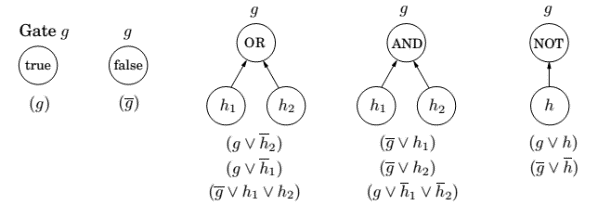 Gate g
g
g
g
g
true
false
OR
AND
NOT
h₁
h₂
h₁
h₂
h
(g)
(g̅)
(g ∨ h̅₂)
(g ∨ h̅₁)
(g̅ ∨ h₁ ∨ h₂)
(g̅ ∨ h₁)
(g̅ ∨ h₂)
(g ∨ h̅₁ ∨ h̅₂)
(g ∨ h)
(g̅ ∨ h̅)